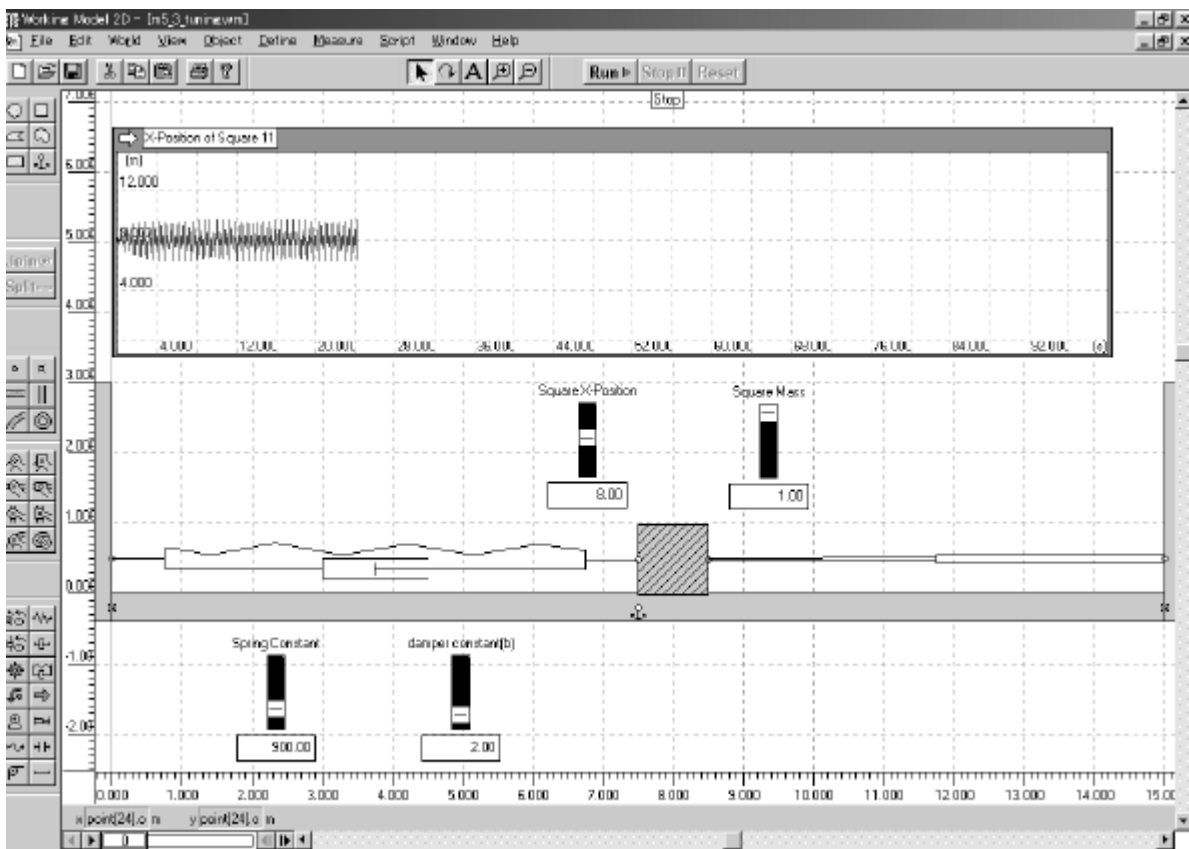 Working Model 2D - [m5_3_tuning.wm]
File Edit World View Object Define Measure Script Window Help
Run Stop Reset
Stop
7.000
X-Position of Square 11
[m]
6.000
12.000
5.000
8.000
Split
4.000
4.000
4.000 12.000 20.000 28.000 36.000 44.000 52.000 60.000 68.000 76.000 84.000 92.000 [s]
3.000
Square X-Position Square Mass
2.000
8.00 1.00
1.000
0.000
Spring Constant damper constant(b)
-1.00
-2.00
900.00 2.00
0.000 1.000 2.000 3.000 4.000 5.000 6.000 7.000 8.000 9.000 10.000 11.000 12.000 13.000 14.000 15.00
x point[24].o m y point[24].o m
0